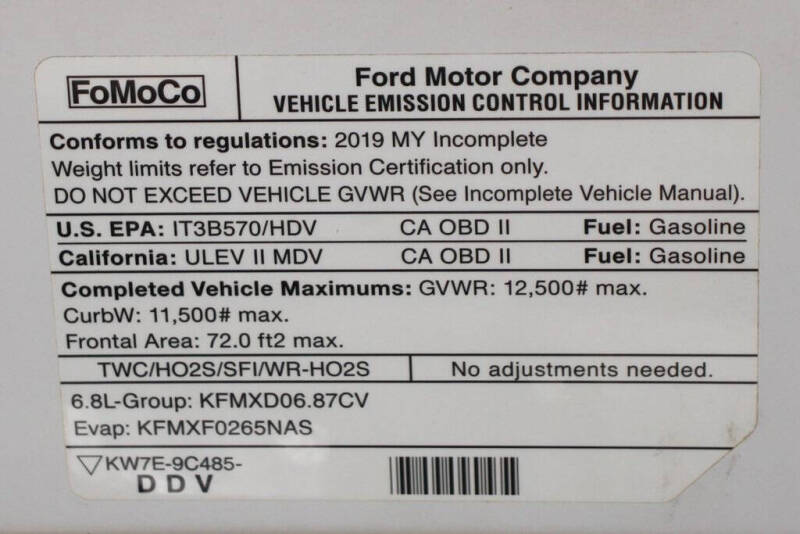 FoMoCo
Ford Motor Company
VEHICLE EMISSION CONTROL INFORMATION
Conforms to regulations: 2019 MY Incomplete
Weight limits refer to Emission Certification only.
DO NOT EXCEED VEHICLE GVWR (See Incomplete Vehicle Manual).
U.S. EPA: IT3B570/HDV CA OBD II Fuel: Gasoline
California: ULEV II MDV CA OBD II Fuel: Gasoline
Completed Vehicle Maximums: GVWR: 12,500# max.
CurbW: 11,500# max.
Frontal Area: 72.0 ft2 max.
TWC/HO2S/SFI/WR-HO2S No adjustments needed.
6.8L-Group: KFMXD06.87CV
Evap: KFMXF0265NAS
KW7E-9C485-
DDV